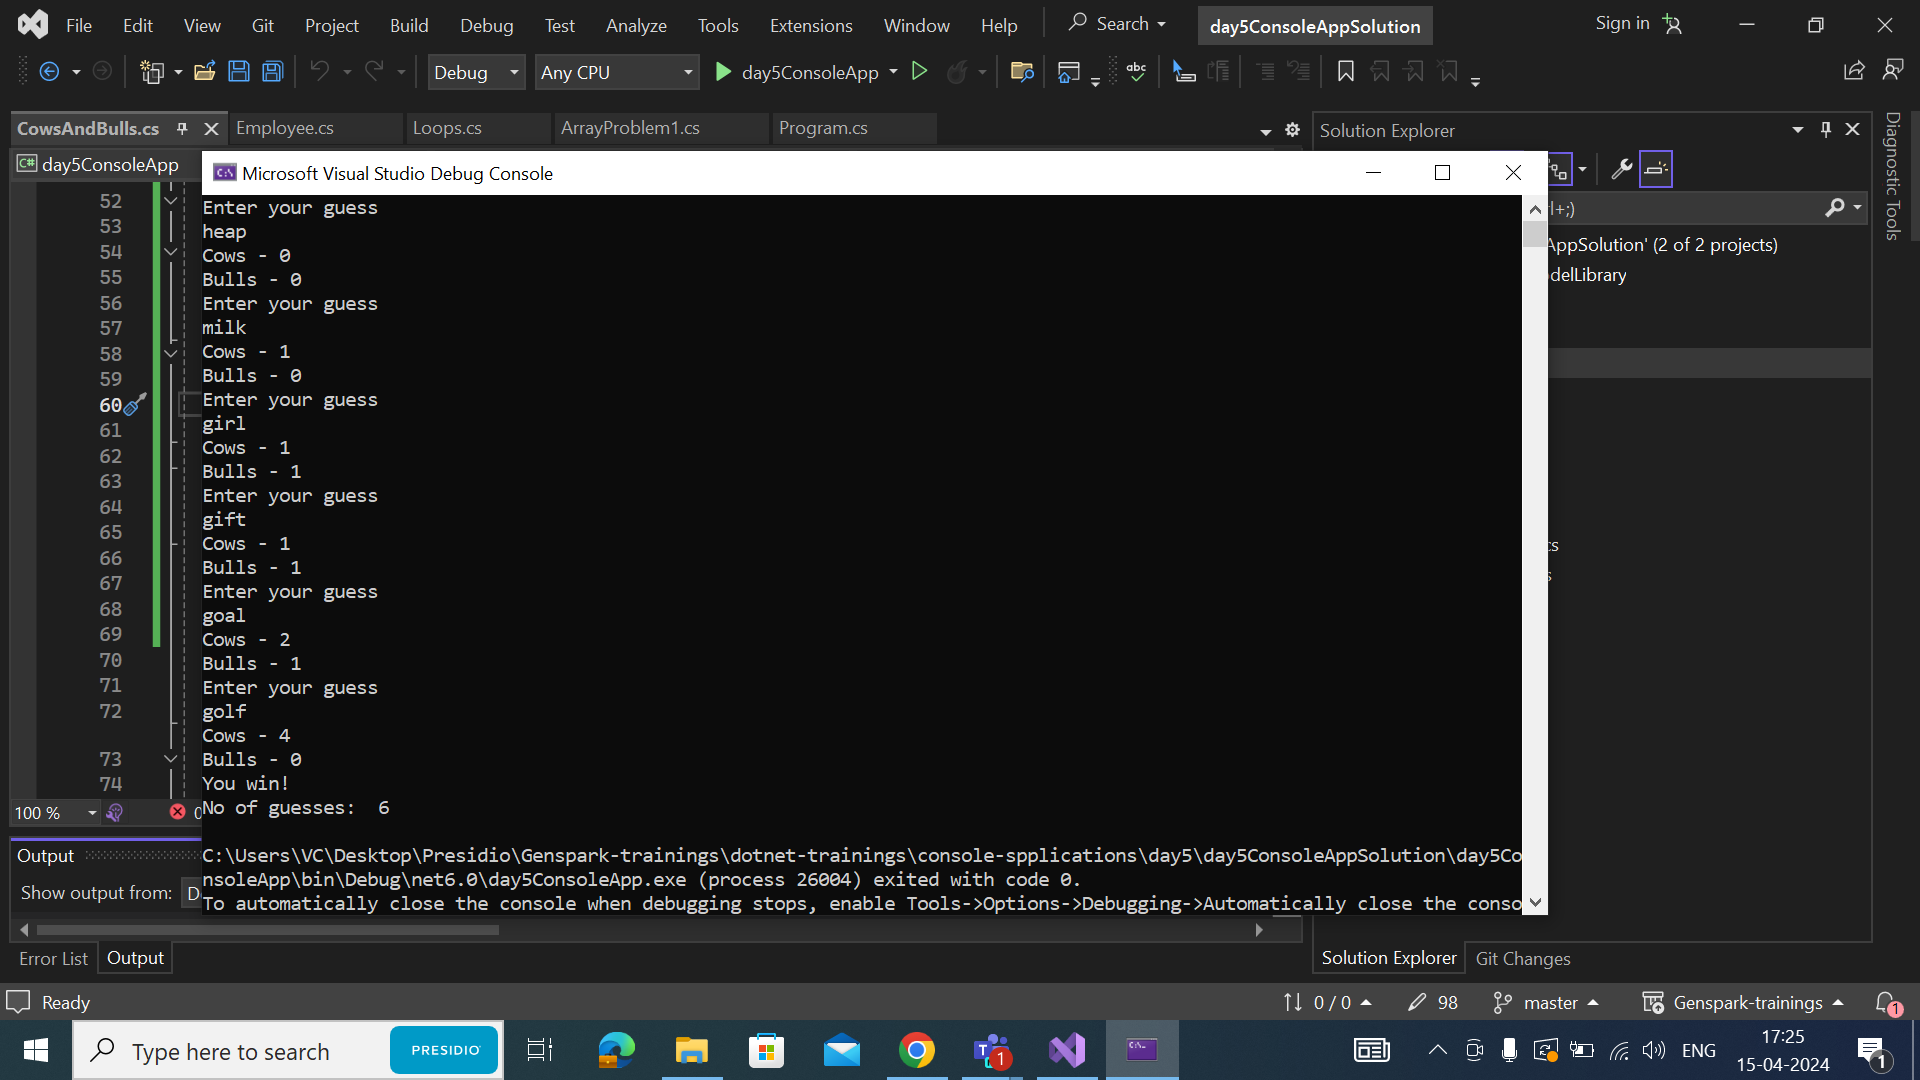 File Edit View Git Project Build Debug Test Analyze Tools Extensions Window Help Search day5ConsoleAppSolution Sign in
Debug Any CPU day5ConsoleApp
CowsAndBulls.cs Employee.cs Loops.cs ArrayProblem1.cs Program.cs Solution Explorer
C# day5ConsoleApp
Microsoft Visual Studio Debug Console
Enter your guess
heap
Cows - 0
Bulls - 0
Enter your guess
milk
Cows - 1
Bulls - 0
Enter your guess
girl
Cows - 1
Bulls - 1
Enter your guess
gift
Cows - 1
Bulls - 1
Enter your guess
goal
Cows - 2
Bulls - 1
Enter your guess
golf
Cows - 4
Bulls - 0
You win!
No of guesses:  6
C:\Users\VC\Desktop\Presidio\Genspark-trainings\dotnet-trainings\console-spplications\day5\day5ConsoleAppSolution\day5Co
nsoleApp\bin\Debug\net6.0\day5ConsoleApp.exe (process 26004) exited with code 0.
To automatically close the console when debugging stops, enable Tools->Options->Debugging->Automatically close the conso
52
53
54
55
56
57
58
59
60
61
62
63
64
65
66
67
68
69
70
71
72
73
74
100 % 0
Output
Show output from: D
Error List Output
rl+;)
AppSolution' (2 of 2 projects)
delLibrary
cs
s
Solution Explorer Git Changes
Diagnostic Tools
Ready 0 / 0 98 master Genspark-trainings 1
Type here to search PRESIDIO 1 ENG 17:25
15-04-2024 1